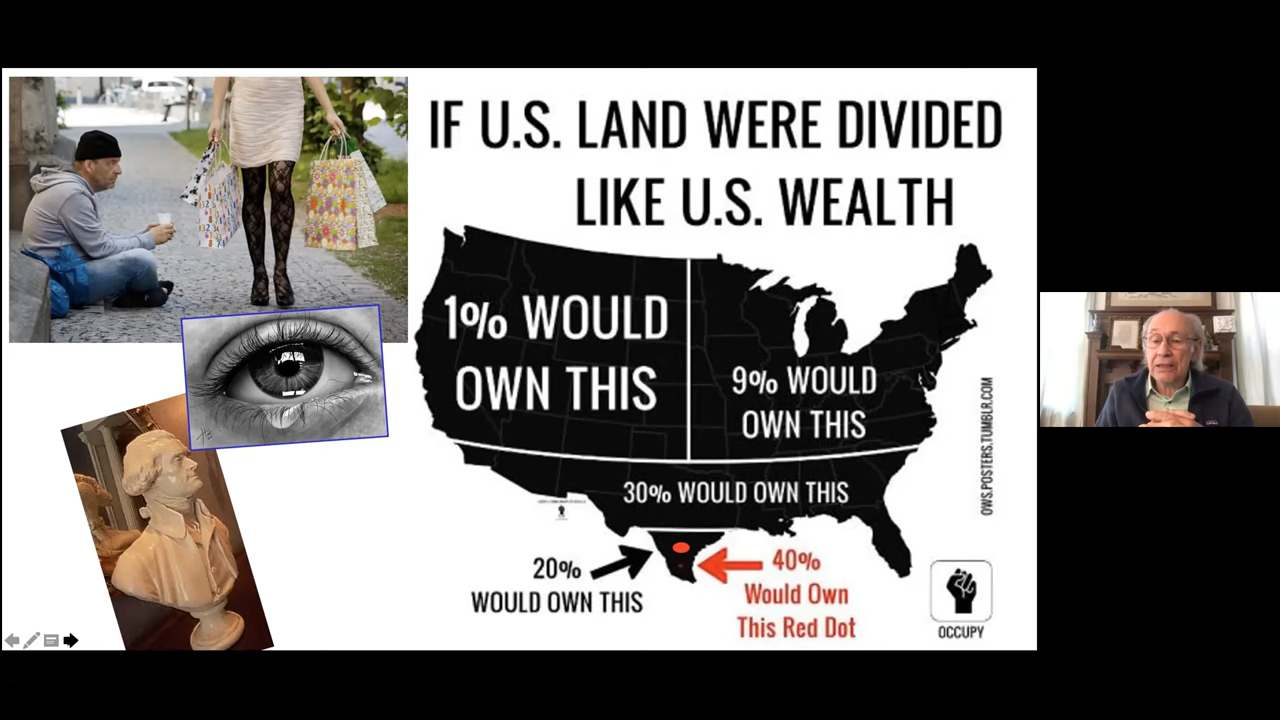 IF U.S. LAND WERE DIVIDED
LIKE U.S. WEALTH
1% WOULD
OWN THIS
9% WOULD
OWN THIS
30% WOULD OWN THIS
20%
WOULD OWN THIS
40%
Would Own
This Red Dot
OWS.POSTERS.TUMBLR.COM
OCCUPY